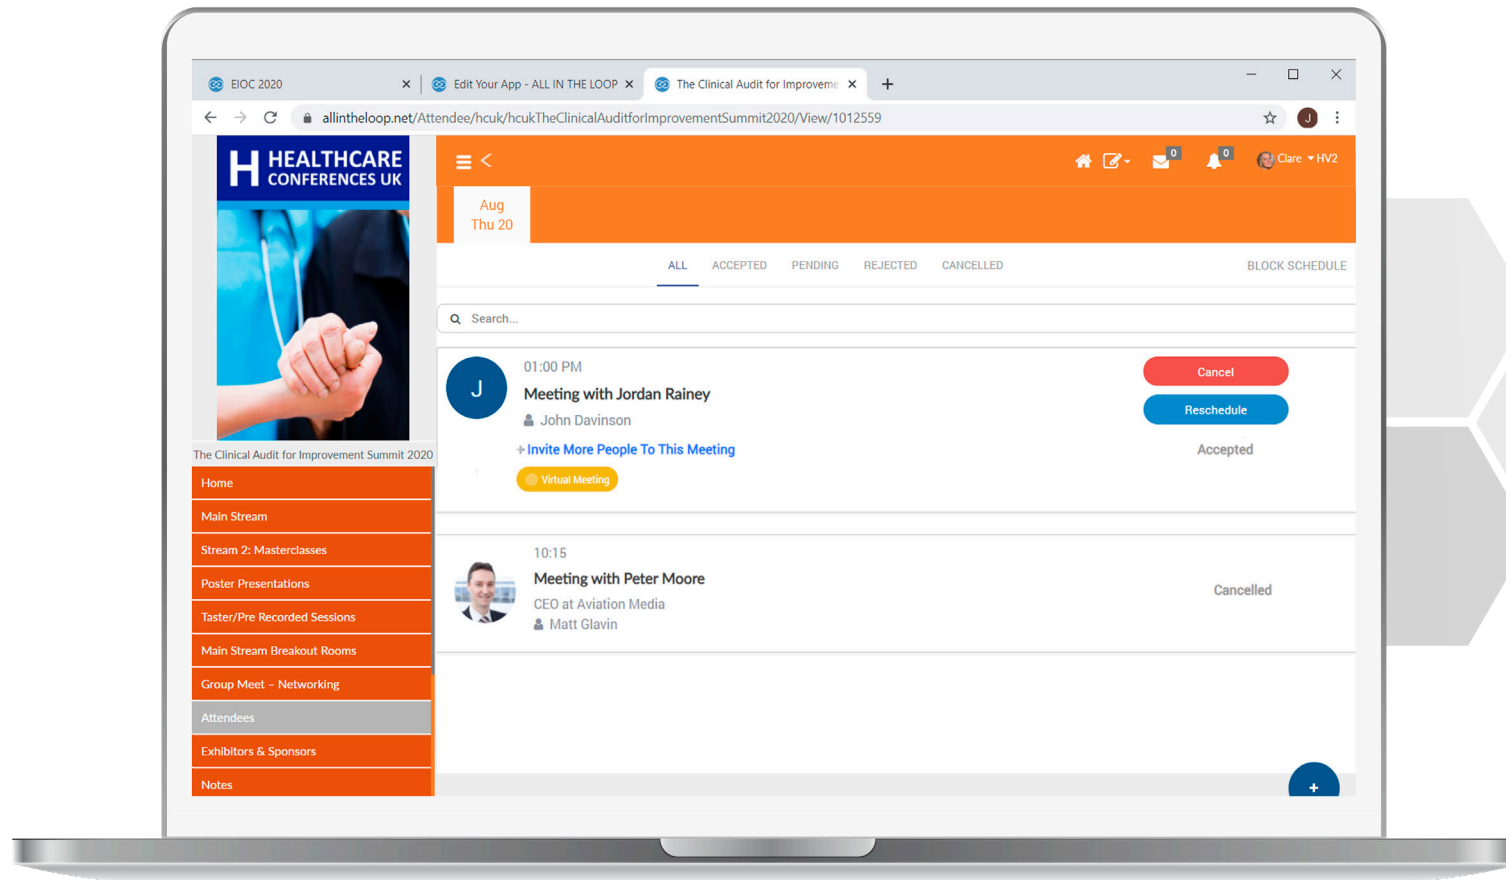 EIOC 2020
Edit Your App - ALL IN THE LOOP
The Clinical Audit for Improveme
allintheloop.net/Attendee/hcuk/hcukTheClinicalAuditforImprovementSummit2020/View/1012559
J
H HEALTHCARE
CONFERENCES UK
0
0
Clare HV2
Aug
Thu 20
ALL ACCEPTED PENDING REJECTED CANCELLED BLOCK SCHEDULE
Search...
J
01:00 PM
Meeting with Jordan Rainey
John Davinson
+Invite More People To This Meeting
Virtual Meeting
Cancel
Reschedule
Accepted
10:15
Meeting with Peter Moore
CEO at Aviation Media
Matt Glavin
Cancelled
The Clinical Audit for Improvement Summit 2020
Home
Main Stream
Stream 2: Masterclasses
Poster Presentations
Taster/Pre Recorded Sessions
Main Stream Breakout Rooms
Group Meet – Networking
Attendees
Exhibitors & Sponsors
Notes
+